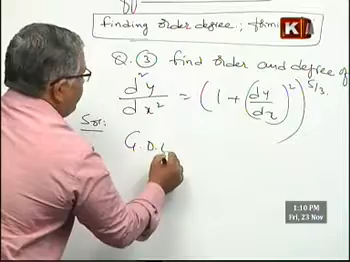 finding order degree ; form
K
Q. ③ find order and degree of
d²y/dx² = (1 + (dy/dx)²)^5/3.
Sol:
G.D.
1:10 PM
Fri, 23 Nov